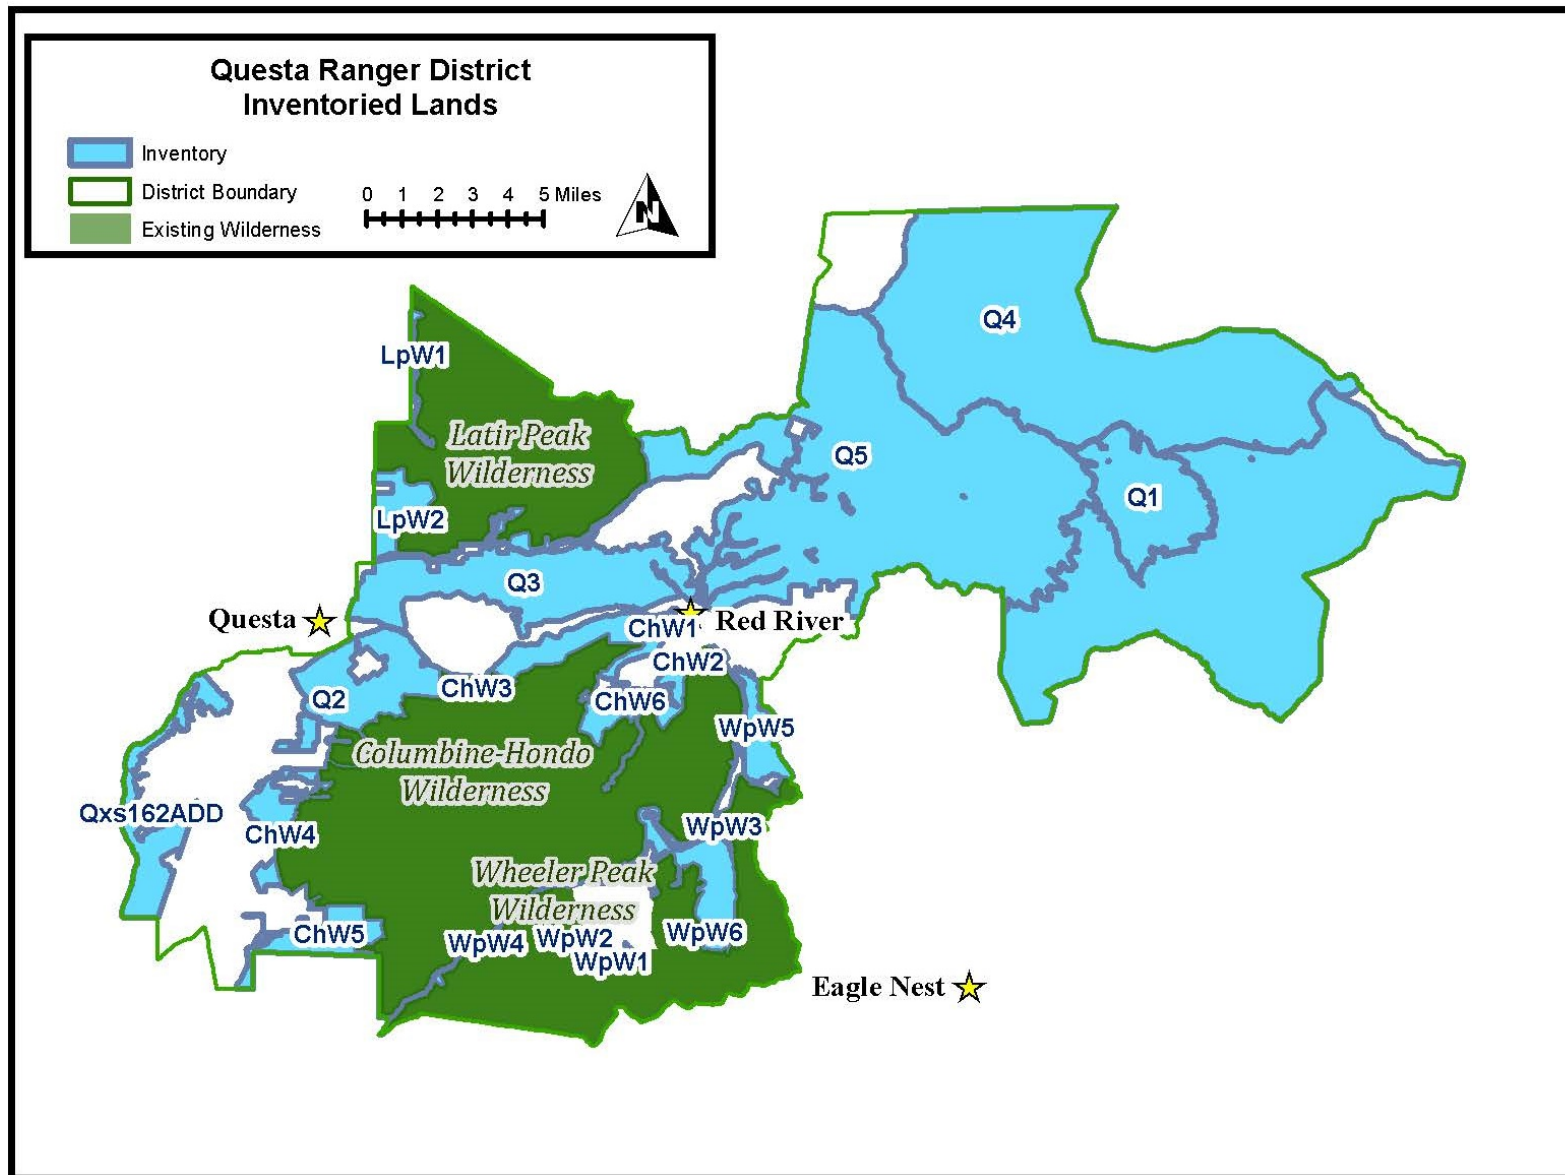 Questa Ranger District
Inventoried Lands
Inventory
District Boundary
Existing Wilderness
0 1 2 3 4 5 Miles
N
Q4
LpW1
Latir Peak
Wilderness
Q5
Q1
LpW2
Q3
Questa
Red River
ChW1
ChW2
ChW3
Q2
ChW6
WpW5
Columbine-Hondo
Wilderness
Qxs162ADD
ChW4
WpW3
Wheeler Peak
Wilderness
ChW5
WpW4
WpW2
WpW6
WpW1
Eagle Nest